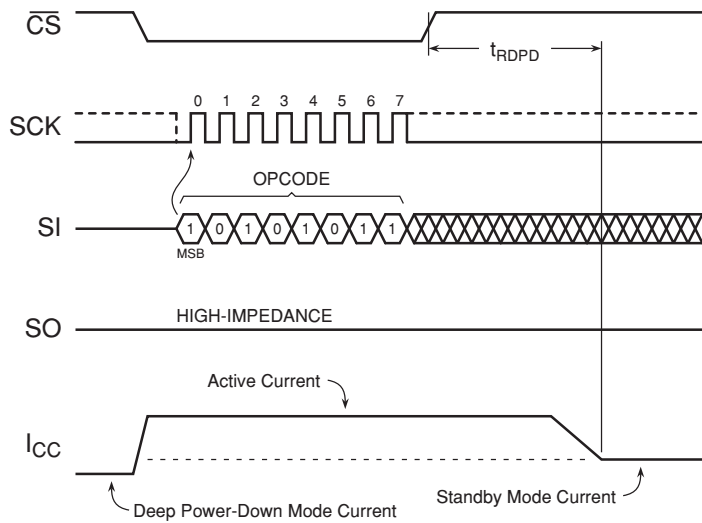 CS
tRDPD
0 1 2 3 4 5 6 7
SCK
OPCODE
SI
1 0 1 0 1 0 1 1
MSB
HIGH-IMPEDANCE
SO
Active Current
ICC
Standby Mode Current
Deep Power-Down Mode Current